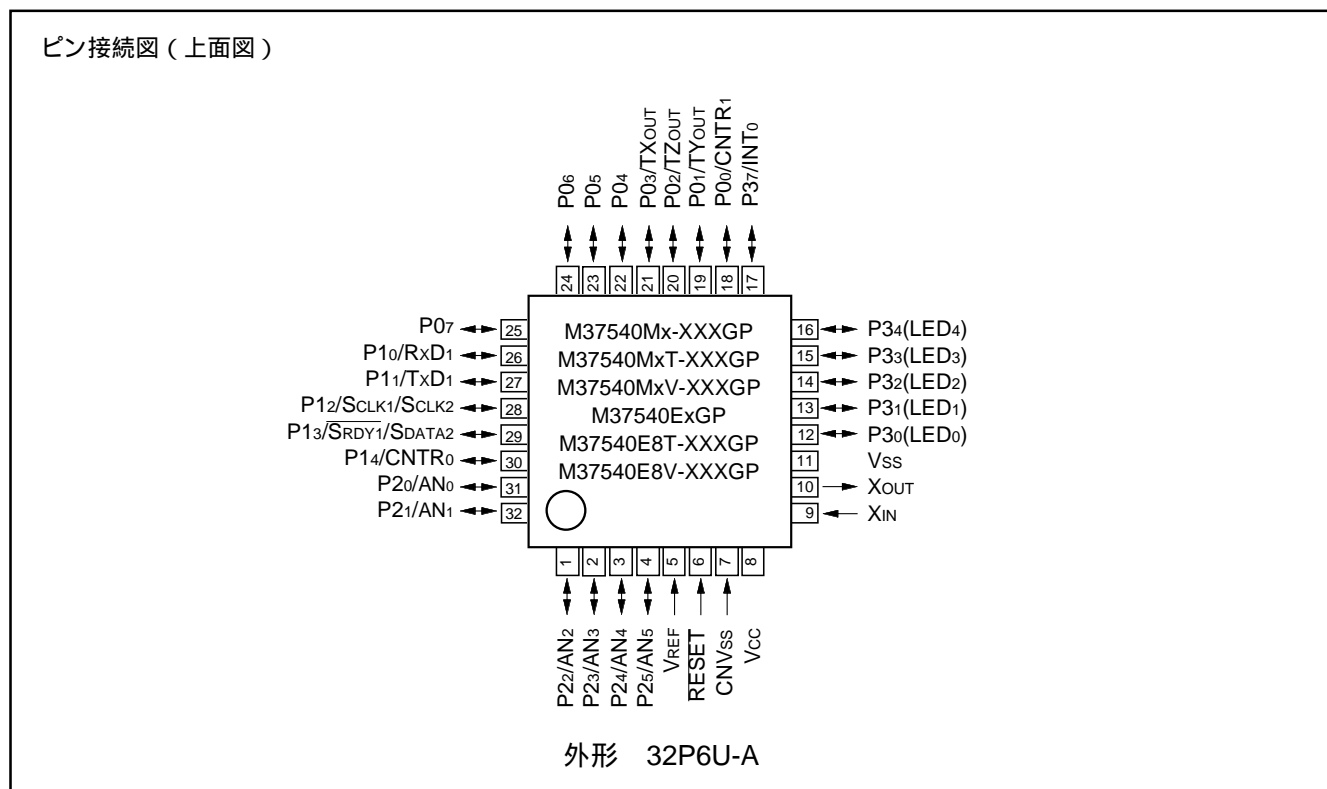 ピン接続図 ( 上面図 )
P06
P05
P04
P03/TXOUT
P02/TZOUT
P01/TYOUT
P00/CNTR1
P37/INT0
24
23
22
21
20
19
18
17
P07 25
P10/RXD1 26
P11/TXD1 27
P12/SCLK1/SCLK2 28
P13/S̅R̅D̅Y̅1̅/SDATA2 29
P14/CNTR0 30
P20/AN0 31
P21/AN1 32
M37540Mx-XXXGP
M37540MxT-XXXGP
M37540MxV-XXXGP
M37540ExGP
M37540E8T-XXXGP
M37540E8V-XXXGP
16 P34(LED4)
15 P33(LED3)
14 P32(LED2)
13 P31(LED1)
12 P30(LED0)
11 VSS
10 XOUT
9 XIN
1
2
3
4
5
6
7
8
P22/AN2
P23/AN3
P24/AN4
P25/AN5
VREF
R̅E̅S̅E̅T̅
CNVSS
VCC
外形　32P6U-A